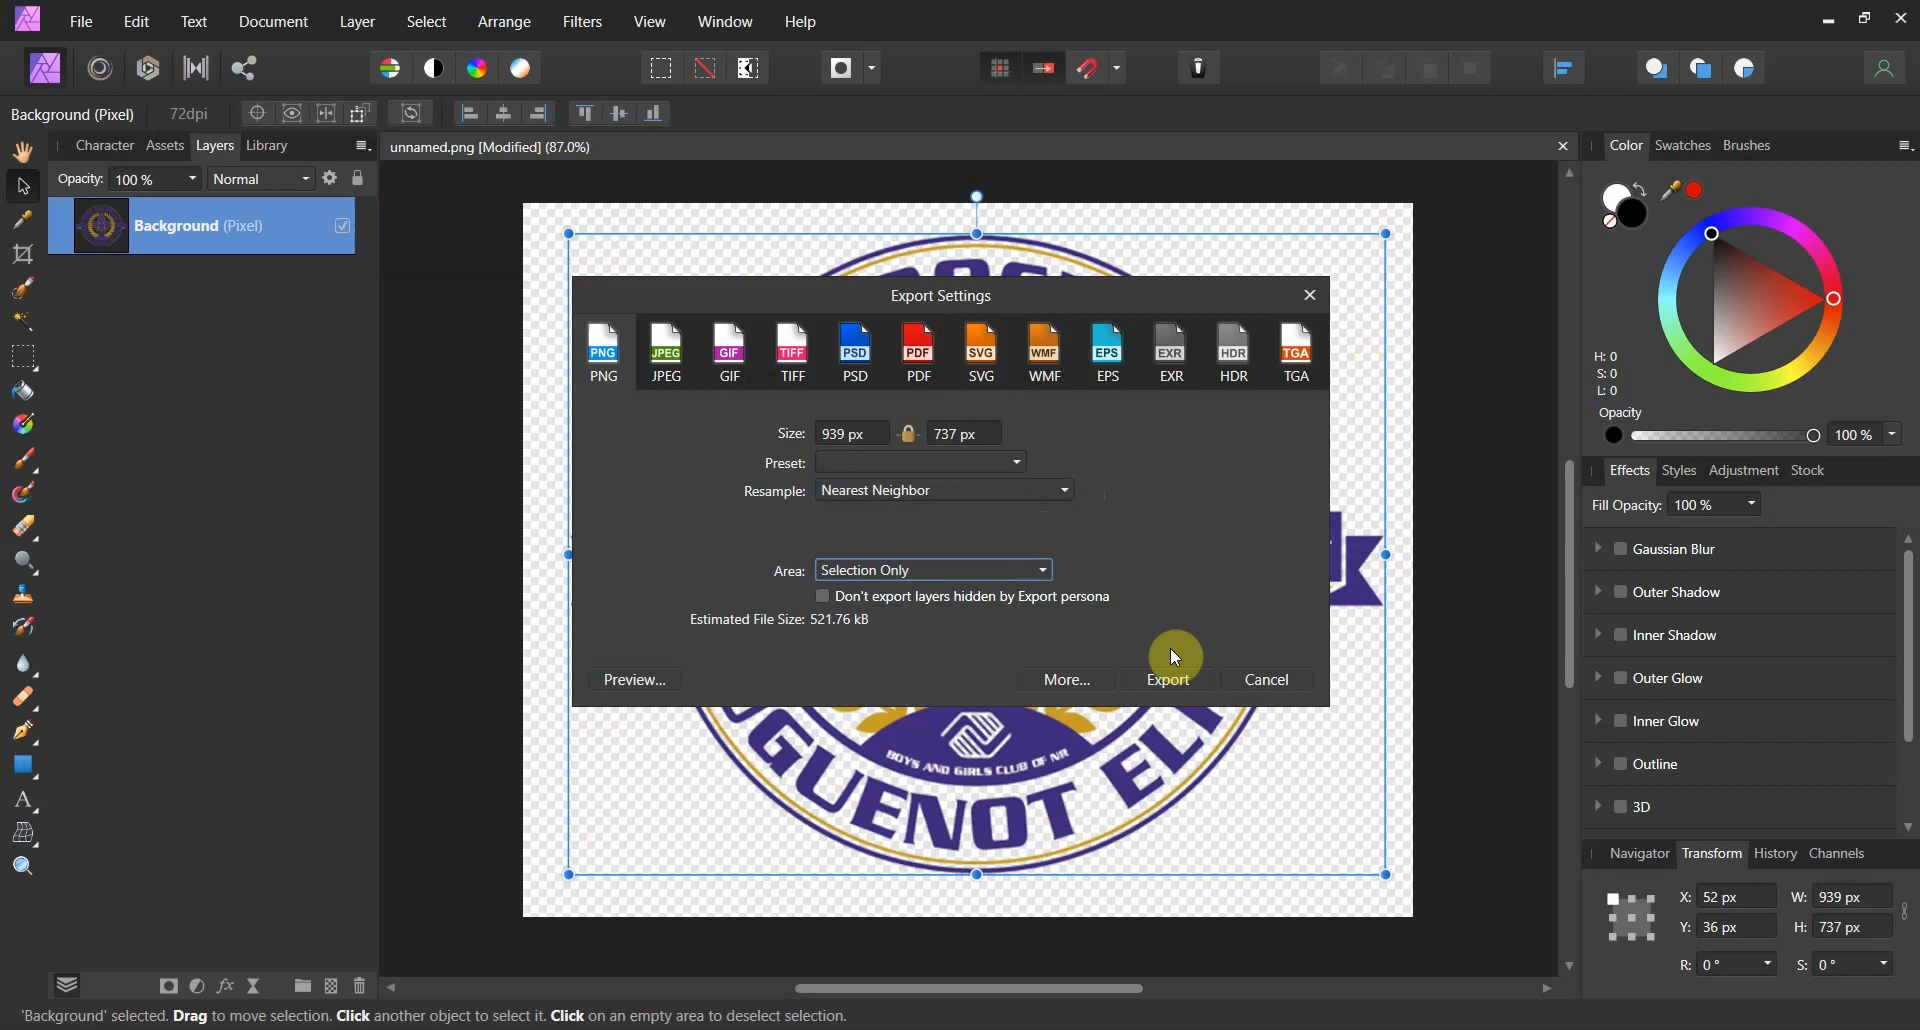 File Edit Text Document Layer Select Arrange Filters View Window Help
Background (Pixel) 72dpi
Character Assets Layers Library
unnamed.png [Modified] (87.0%)
Color Swatches Brushes
Opacity: 100 % Normal
Background (Pixel)
H: 0
S: 0
L: 0
Opacity
100 %
Export Settings
PNG JPEG GIF TIFF PSD PDF SVG WMF EPS EXR HDR TGA
PNG JPEG GIF TIFF PSD PDF SVG WMF EPS EXR HDR TGA
Size: 939 px 737 px
Preset:
Resample: Nearest Neighbor
Area: Selection Only
Don't export layers hidden by Export persona
Estimated File Size: 521.76 kB
Preview... More... Export Cancel
BOYS AND GIRLS CLUB OF NR
Effects Styles Adjustment Stock
Fill Opacity: 100 %
Gaussian Blur
Outer Shadow
Inner Shadow
Outer Glow
Inner Glow
Outline
3D
Navigator Transform History Channels
X: 52 px W: 939 px
Y: 36 px H: 737 px
R: 0 ° S: 0 °
'Background' selected. Drag to move selection. Click another object to select it. Click on an empty area to deselect selection.